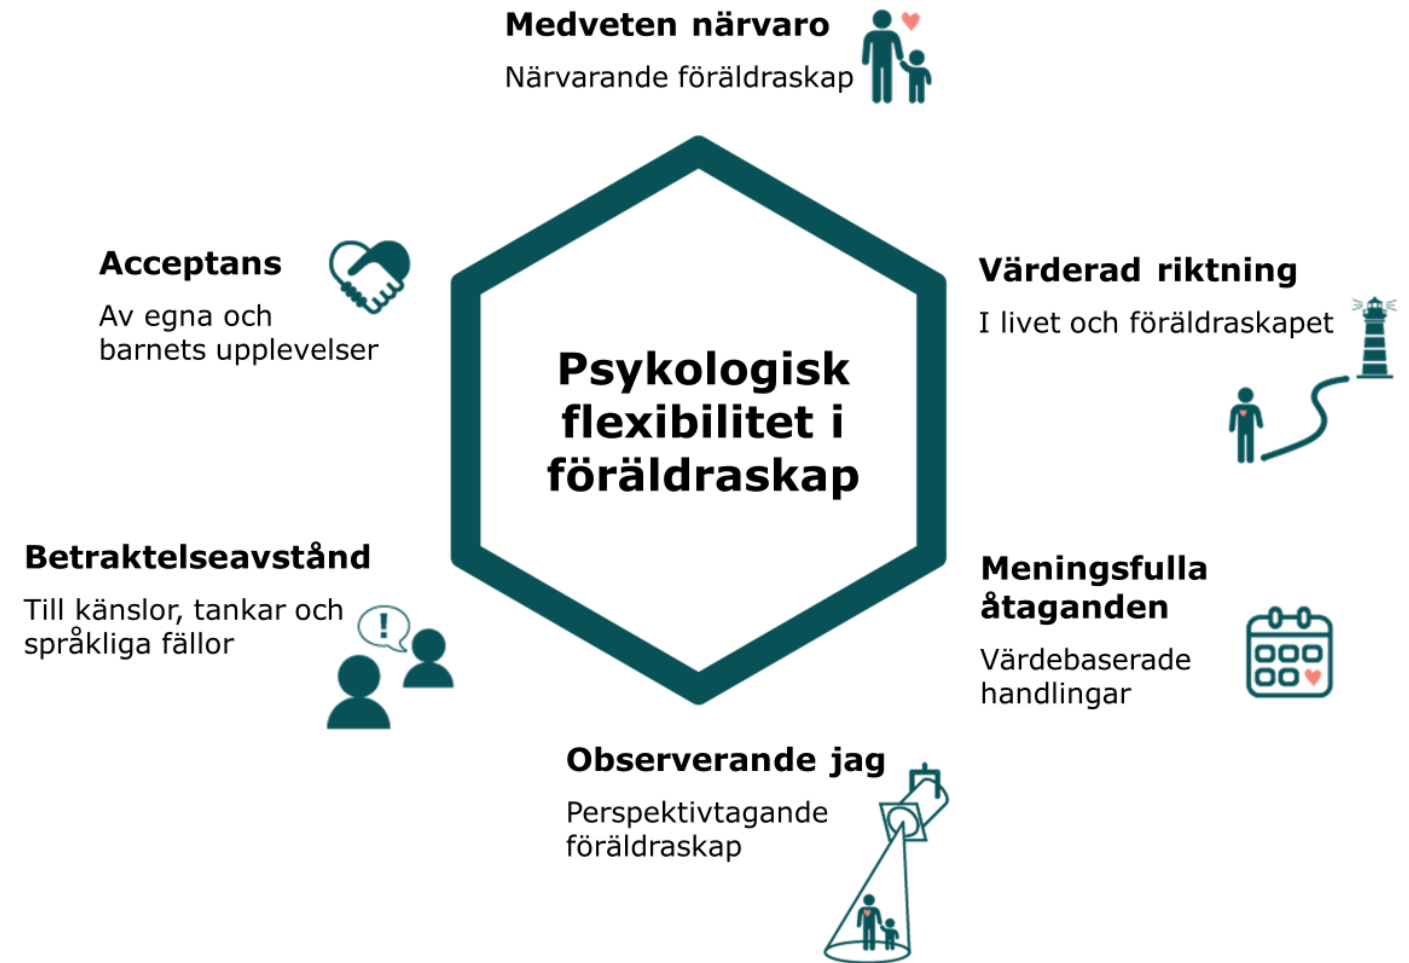 Medveten närvaro
Närvarande föräldraskap
Acceptans
Av egna och
barnets upplevelser
Värderad riktning
I livet och föräldraskapet
Psykologisk
flexibilitet i
föräldraskap
Betraktelseavstånd
Till känslor, tankar och
språkliga fällor
!
Meningsfulla
åtaganden
Värdebaserade
handlingar
Observerande jag
Perspektivtagande
föräldraskap